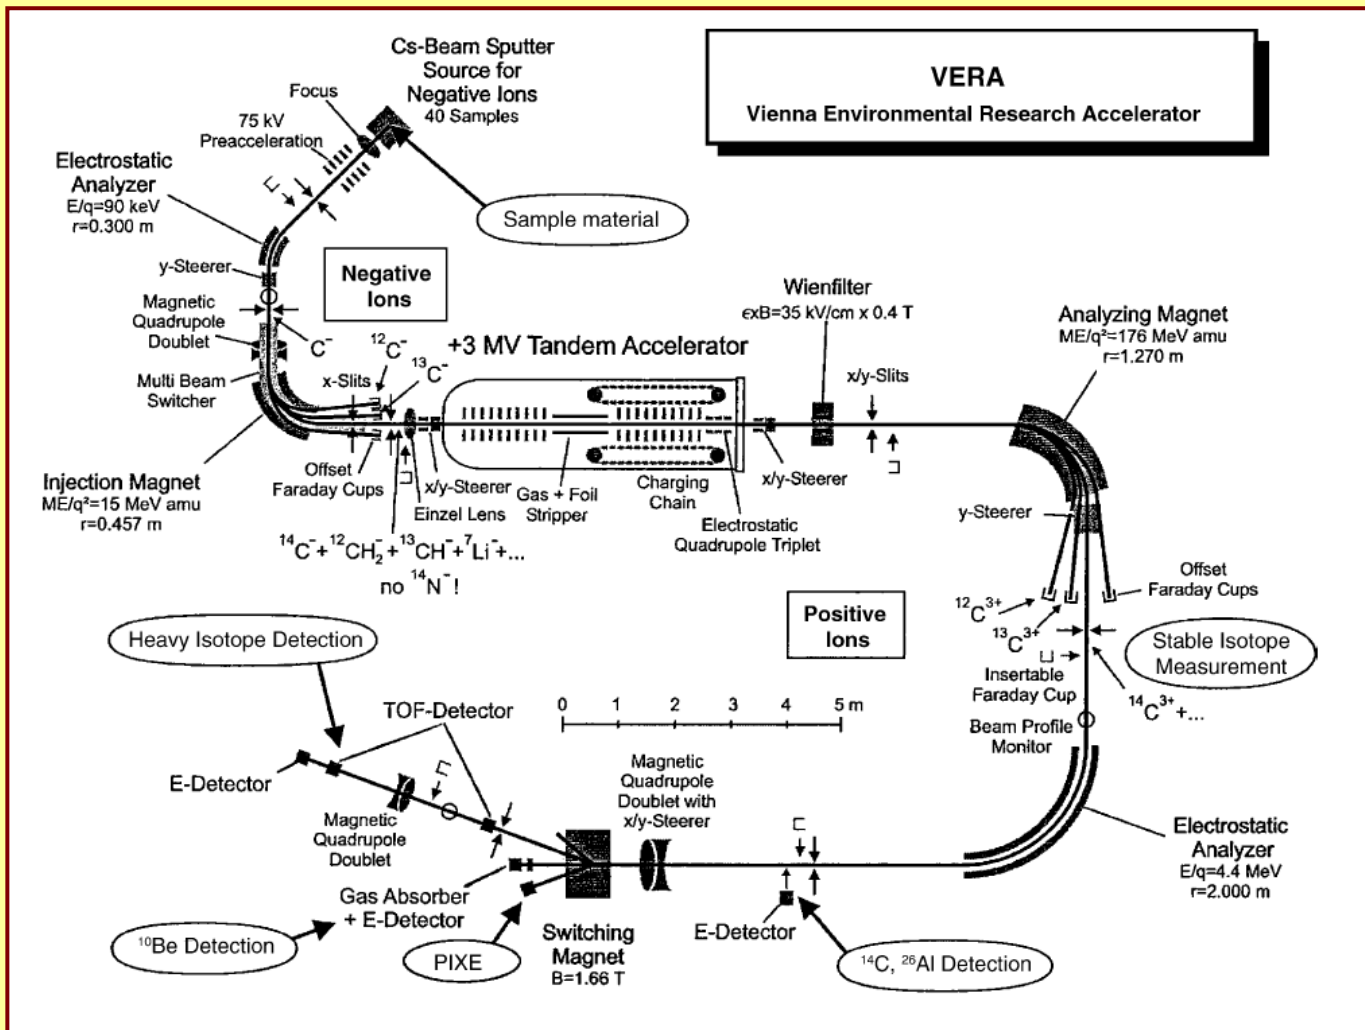 VERA
Vienna Environmental Research Accelerator
Cs-Beam Sputter
Source for
Negative Ions
40 Samples
Focus
75 kV
Preacceleration
Electrostatic
Analyzer
E/q=90 keV
r=0.300 m
Sample material
y-Steerer
Negative
Ions
Magnetic
Quadrupole
Doublet
C⁻
Multi Beam
Switcher
x-Slits
¹²C⁻
¹³C⁻
+3 MV Tandem Accelerator
Wienfilter
ϵxB=35 kV/cm x 0.4 T
x/y-Slits
Analyzing Magnet
ME/q²=176 MeV amu
r=1.270 m
Injection Magnet
ME/q²=15 MeV amu
r=0.457 m
Offset
Faraday Cups
x/y-Steerer
Einzel Lens
Gas + Foil
Stripper
Charging
Chain
Electrostatic
Quadrupole Triplet
x/y-Steerer
y-Steerer
¹⁴C⁻+¹²CH₂⁻+¹³CH⁻+⁷Li⁻+...
no ¹⁴N⁻!
Offset
Faraday Cups
¹²C³⁺
¹³C³⁺
Positive
Ions
Stable Isotope
Measurement
Insertable
Faraday Cup
¹⁴C³⁺+...
Beam Profile
Monitor
Heavy Isotope Detection
TOF-Detector
0 1 2 3 4 5 m
E-Detector
Magnetic
Quadrupole
Doublet
Magnetic
Quadrupole
Doublet with
x/y-Steerer
Electrostatic
Analyzer
E/q=4.4 MeV
r=2.000 m
Gas Absorber
+ E-Detector
¹⁰Be Detection
PIXE
Switching
Magnet
B=1.66 T
E-Detector
¹⁴C, ²⁶Al Detection